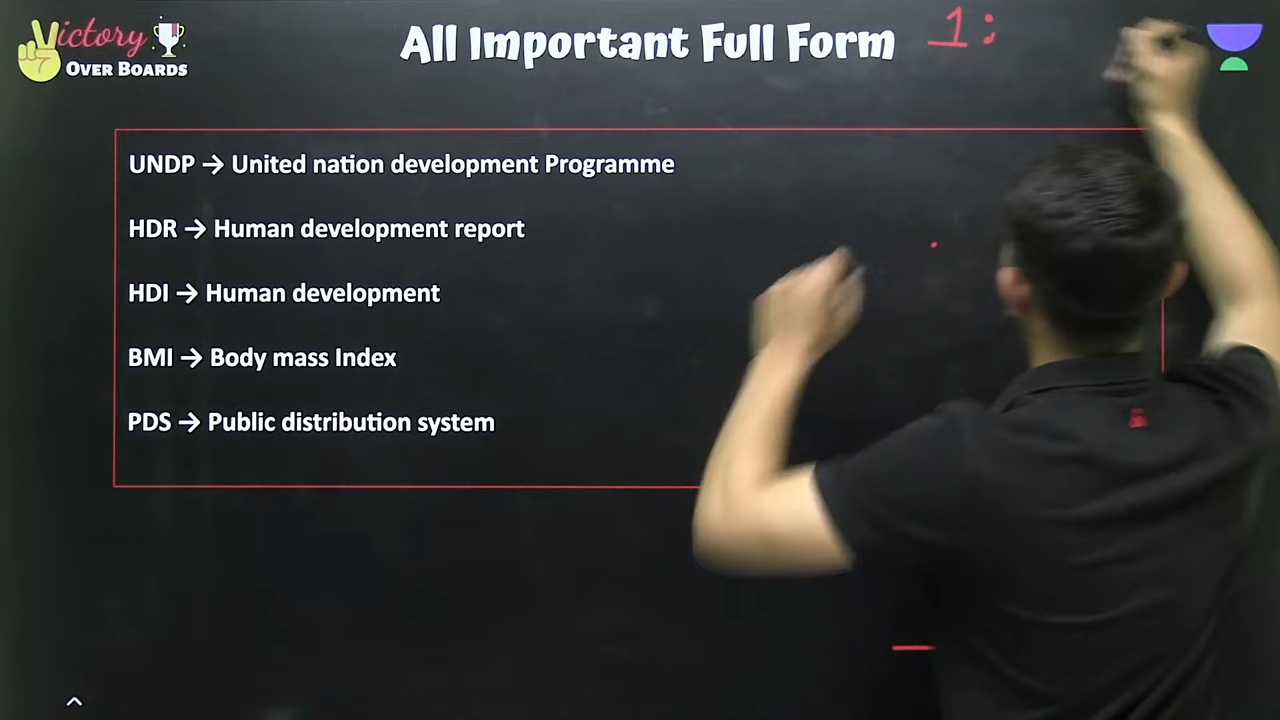 Victory
OVER BOARDS
All Important Full Form
1:
UNDP → United nation development Programme
HDR → Human development report
HDI → Human development
BMI → Body mass Index
PDS → Public distribution system